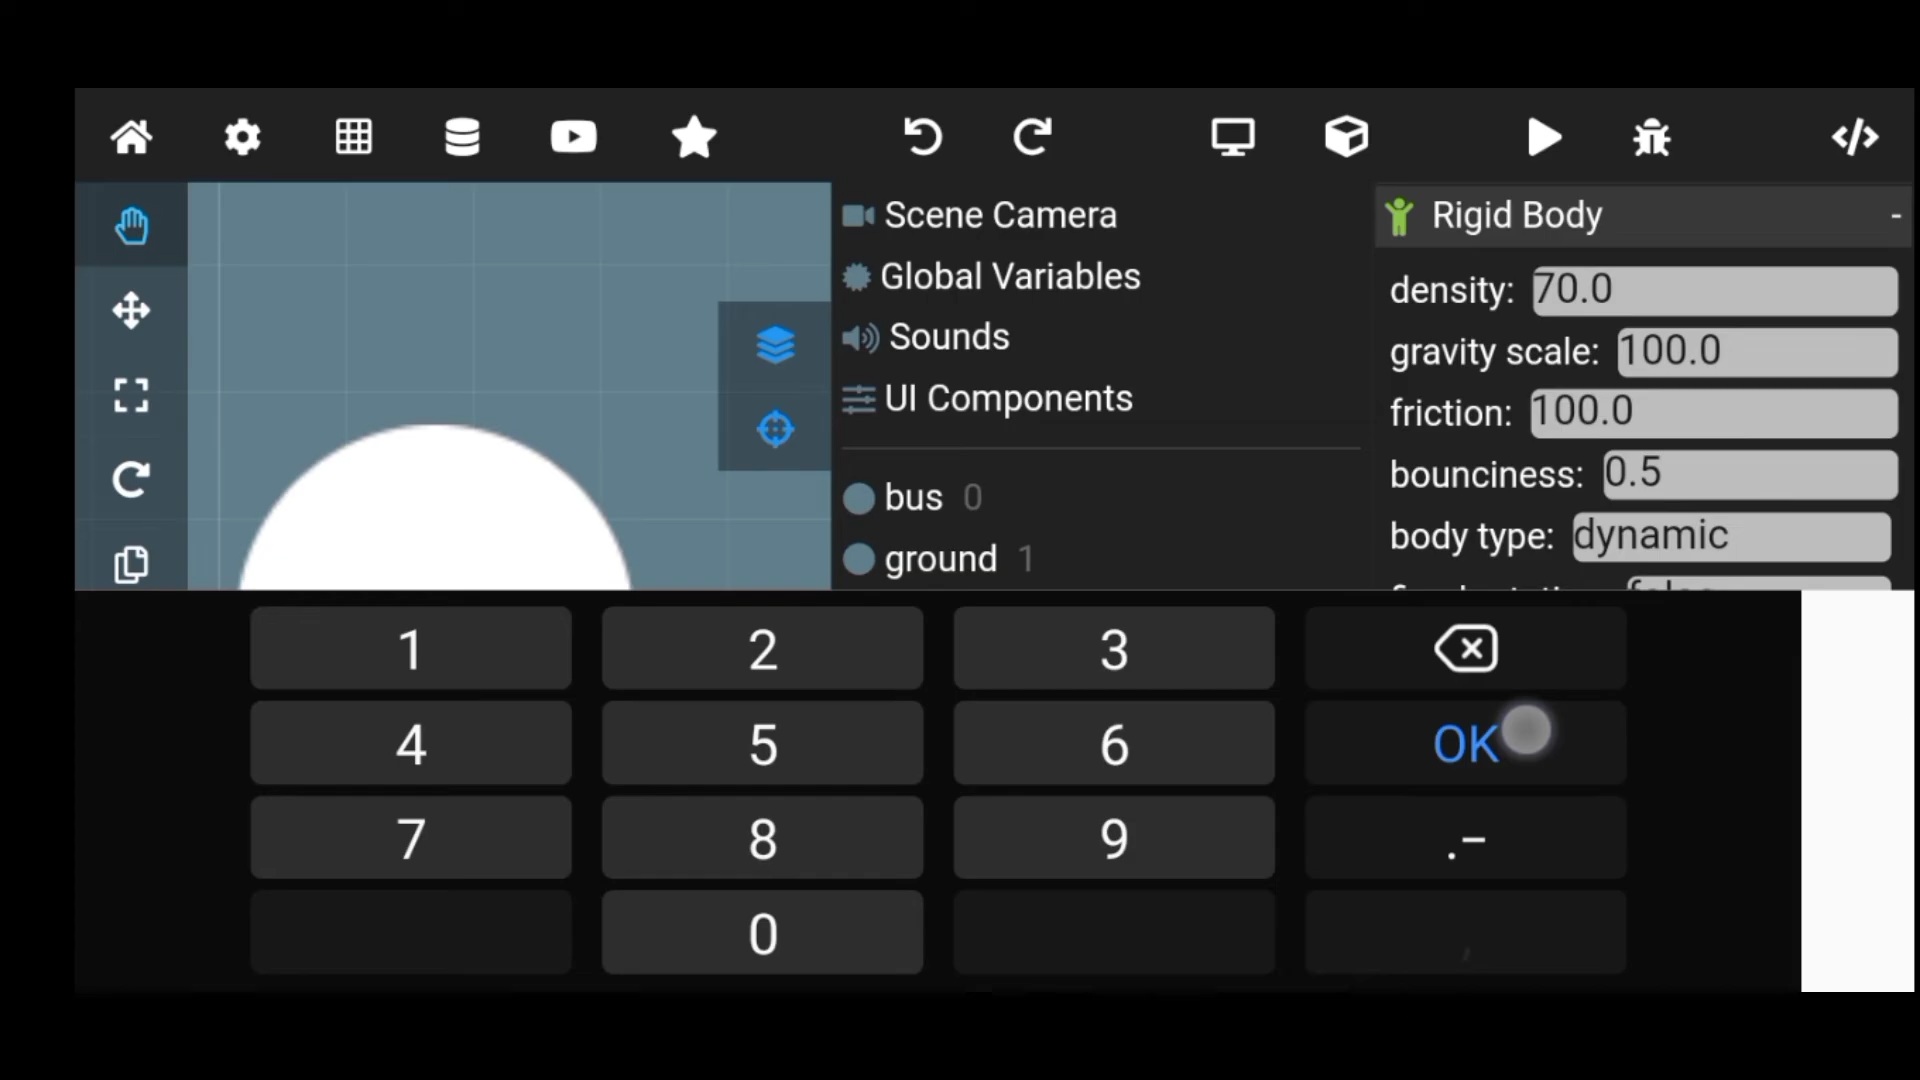 Scene Camera
Global Variables
Sounds
UI Components
bus 0
ground 1
Rigid Body -
density: 70.0
gravity scale: 100.0
friction: 100.0
bounciness: 0.5
body type: dynamic
1 2 3
4 5 6 OK
7 8 9 .-
0 ,